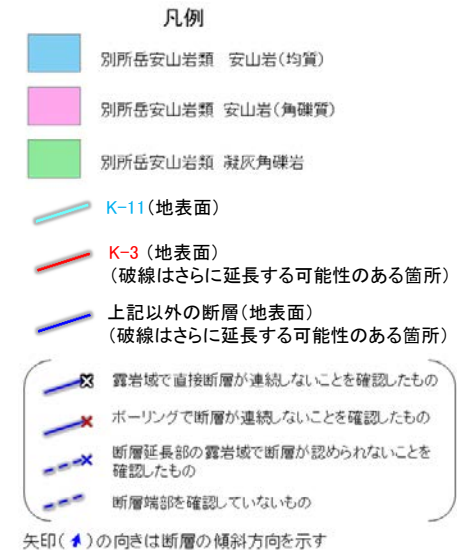 凡例
別所岳安山岩類 安山岩(均質)
別所岳安山岩類 安山岩(角礫質)
別所岳安山岩類 凝灰角礫岩
K-11(地表面)
K-3 (地表面)
(破線はさらに延長する可能性のある箇所)
上記以外の断層(地表面)
(破線はさらに延長する可能性のある箇所)
露岩域で直接断層が連続しないことを確認したもの
ボーリングで断層が連続しないことを確認したもの
断層延長部の露岩域で断層が認められないことを
確認したもの
断層端部を確認していないもの
矢印( )の向きは断層の傾斜方向を示す